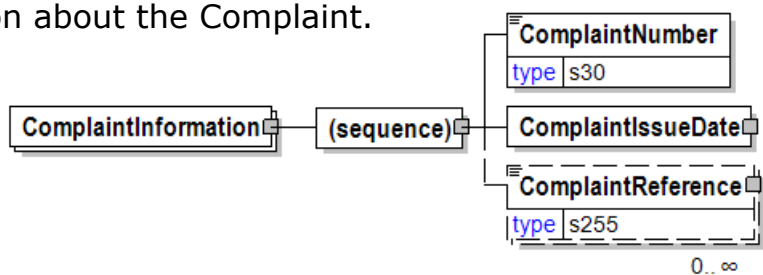 on about the Complaint.
ComplaintNumber
type s30
ComplaintInformation
(sequence)
ComplaintIssueDate
ComplaintReference
type s255
0.. ∞